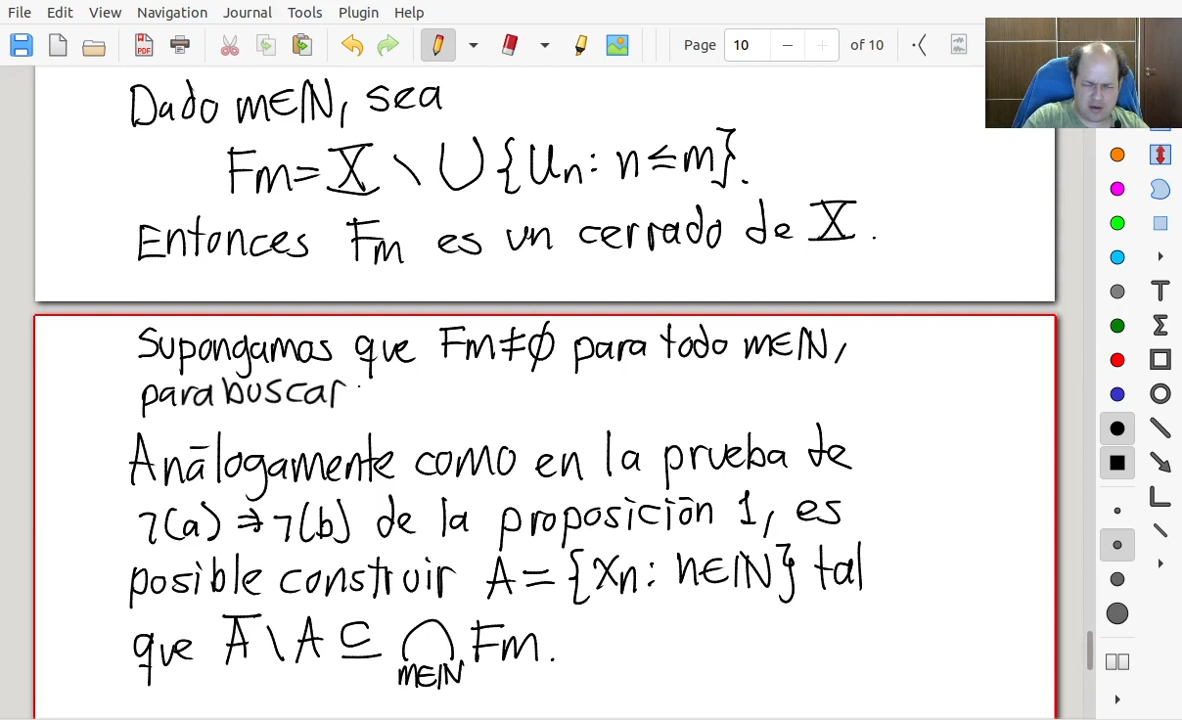 File Edit View Navigation Journal Tools Plugin Help
Page 10 of 10
Dado m∈ℕ, sea
Fm = X \ ∪ {Un : n ≤ m}.
Entonces Fm es un cerrado de X.
Supongamos que Fm ≠ ∅ para todo m∈ℕ,
para buscar
Análogamente como en la prueba de
¬(a) ⇒ ¬(b) de la proposición 1, es
posible construir A = {Xn : n∈ℕ} tal
que A̅ \ A ⊆ ⋂ Fm.
m∈ℕ